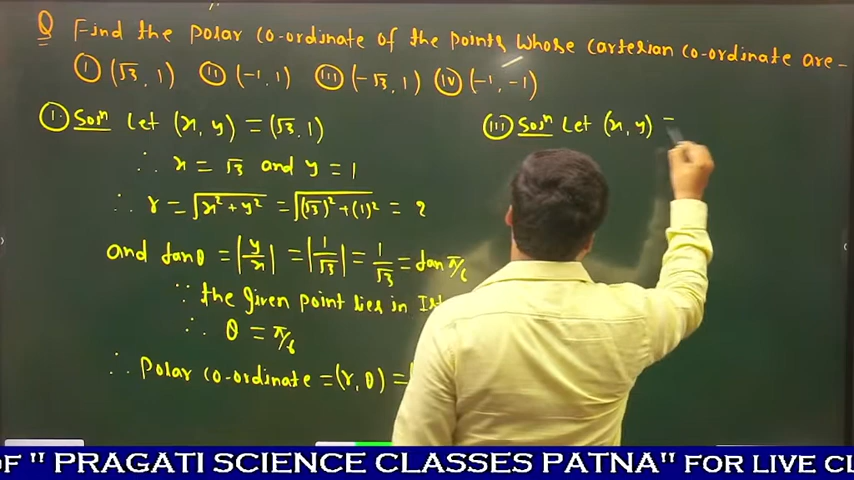 Q Find the Polar co-ordinate of the points whose cartesian co-ordinate are-
(i) (√3, 1) (ii) (-1, 1) (iii) (-√3, 1) (iv) (-1, -1)
(i). Solⁿ Let (x, y) = (√3, 1)
∴ x = √3 and y = 1
∴ r = √x² + y² = √(√3)² + (1)² = 2
and tanθ = |y/x| = |1/√3| = 1/√3 = tan π/6
∵ the given point lies in Ist
∴ θ = π/6
∴ Polar co-ordinate = (r, θ) =
(iii) Solⁿ Let (x, y) =
OF " PRAGATI SCIENCE CLASSES PATNA" FOR LIVE CL